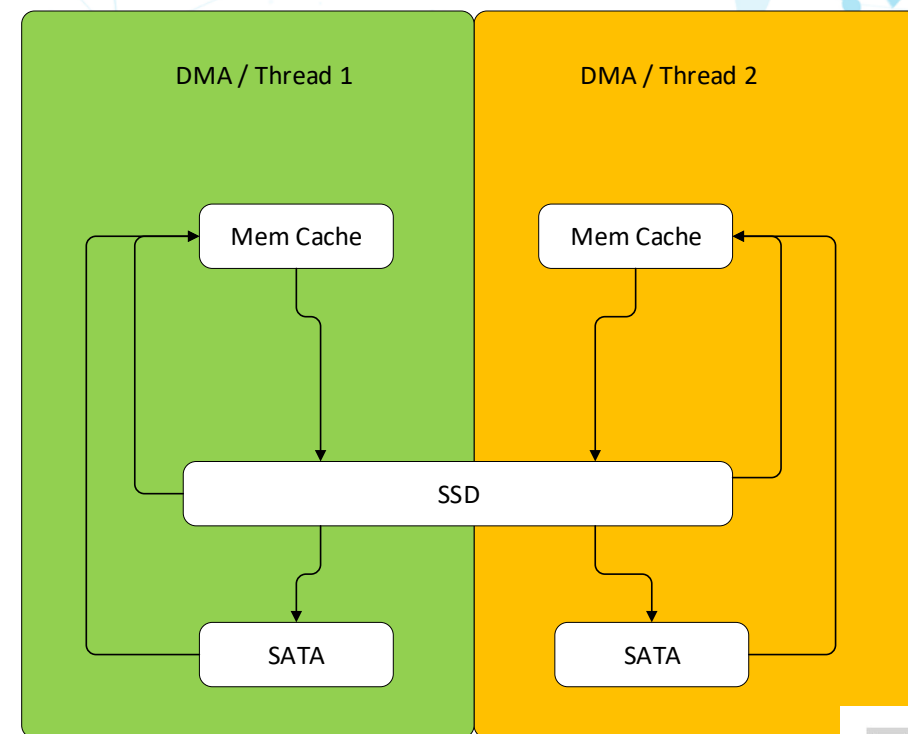 DMA / Thread 1
DMA / Thread 2
Mem Cache
Mem Cache
SSD
SATA
SATA